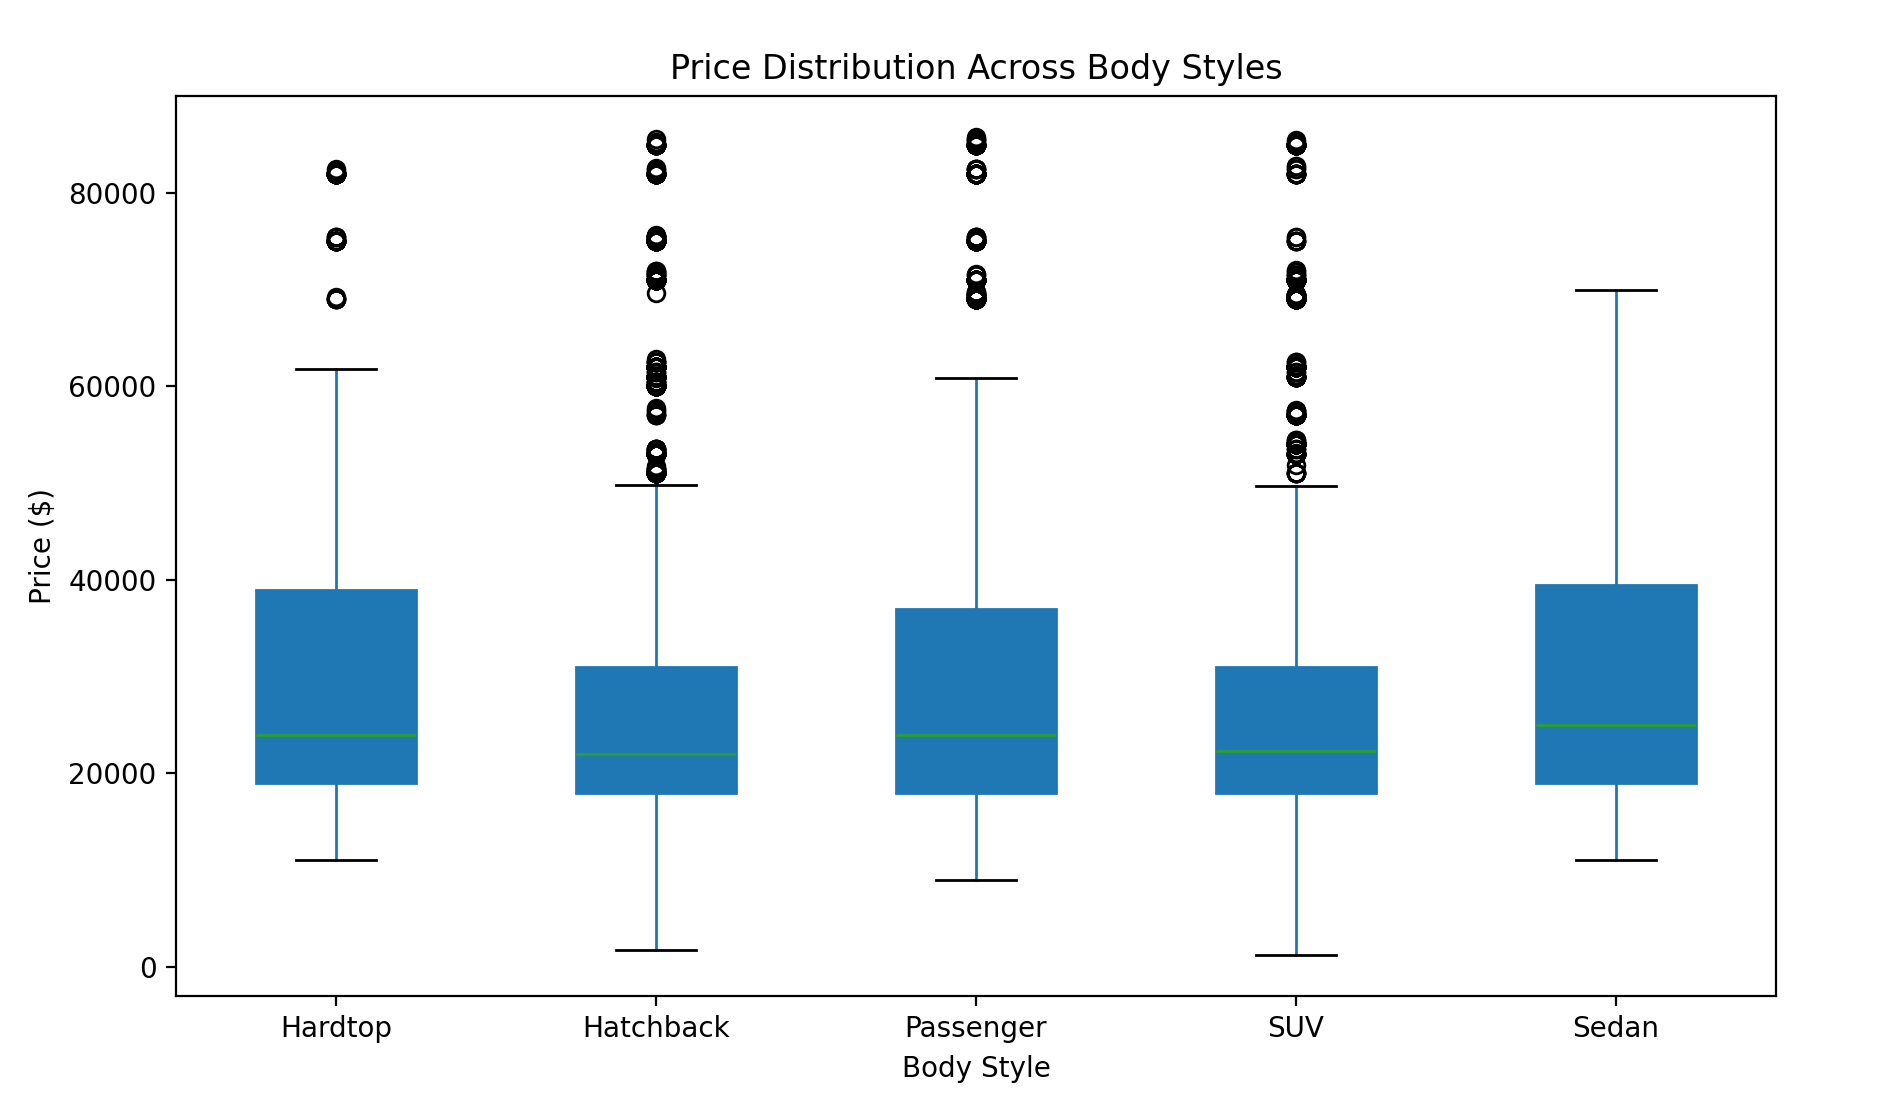 Price Distribution Across Body Styles
Price ($)
80000
60000
40000
20000
0
Hardtop Hatchback Passenger SUV Sedan
Body Style